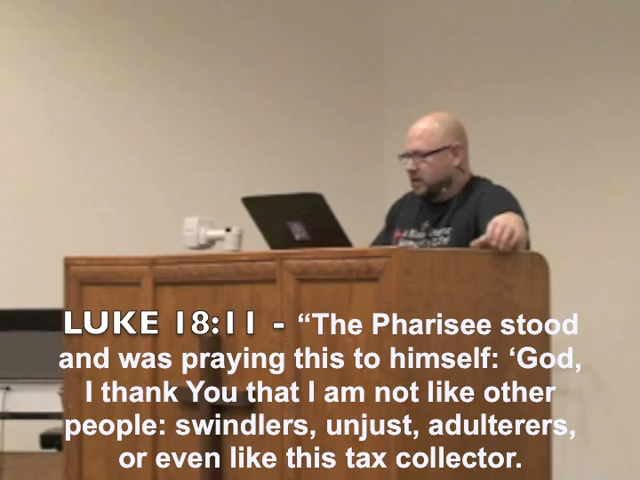 LUKE 18:11 - “The Pharisee stood
and was praying this to himself: ‘God,
I thank You that I am not like other
people: swindlers, unjust, adulterers,
or even like this tax collector.